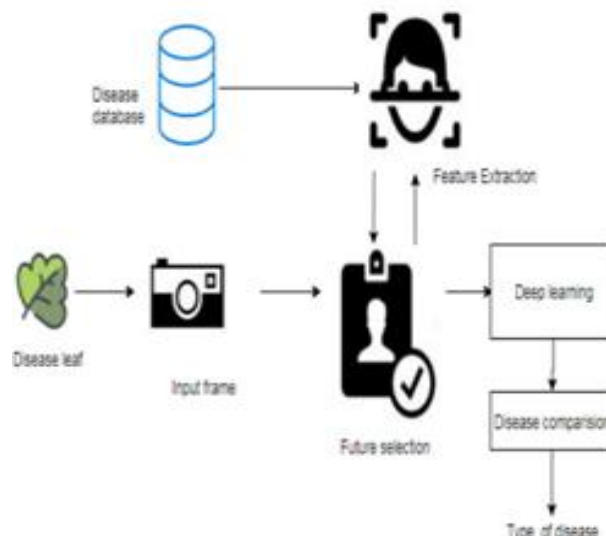 Disease
database
Feature Extraction
Deep learning
Disease leaf
Input frame
Disease comparision
Future selection
Type of disease